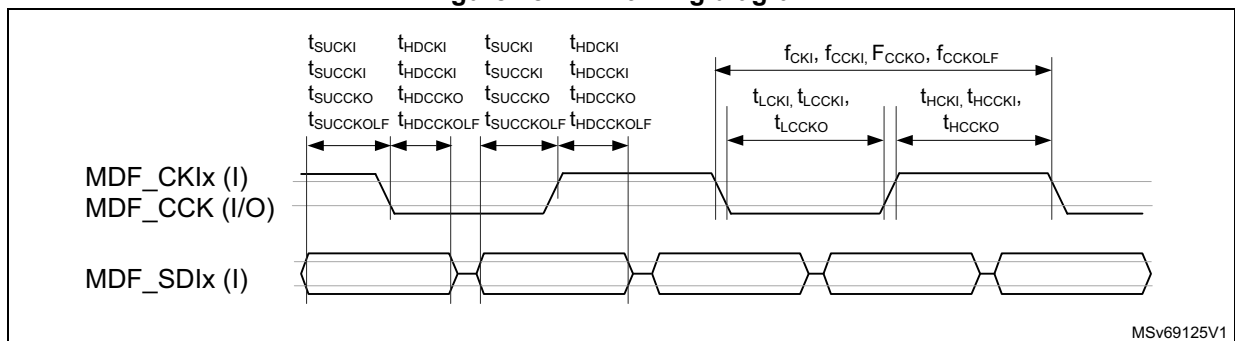 tSUCKI tHDCKI tSUCKI tHDCKI
tSUCCKI tHDCCKI tSUCCKI tHDCCKI
tSUCCKO tHDCCKO tSUCCKO tHDCCKO
tSUCCKOLF tHDCCKOLF tSUCCKOLF tHDCCKOLF
fCKI, fCCKI, FCCKO, fCCKOLF
tLCKI, tLCCKI, tHCKI, tHCCKI,
tLCCKO tHCCKO
MDF_CKIx (I)
MDF_CCK (I/O)
MDF_SDIx (I)
MSv69125V1